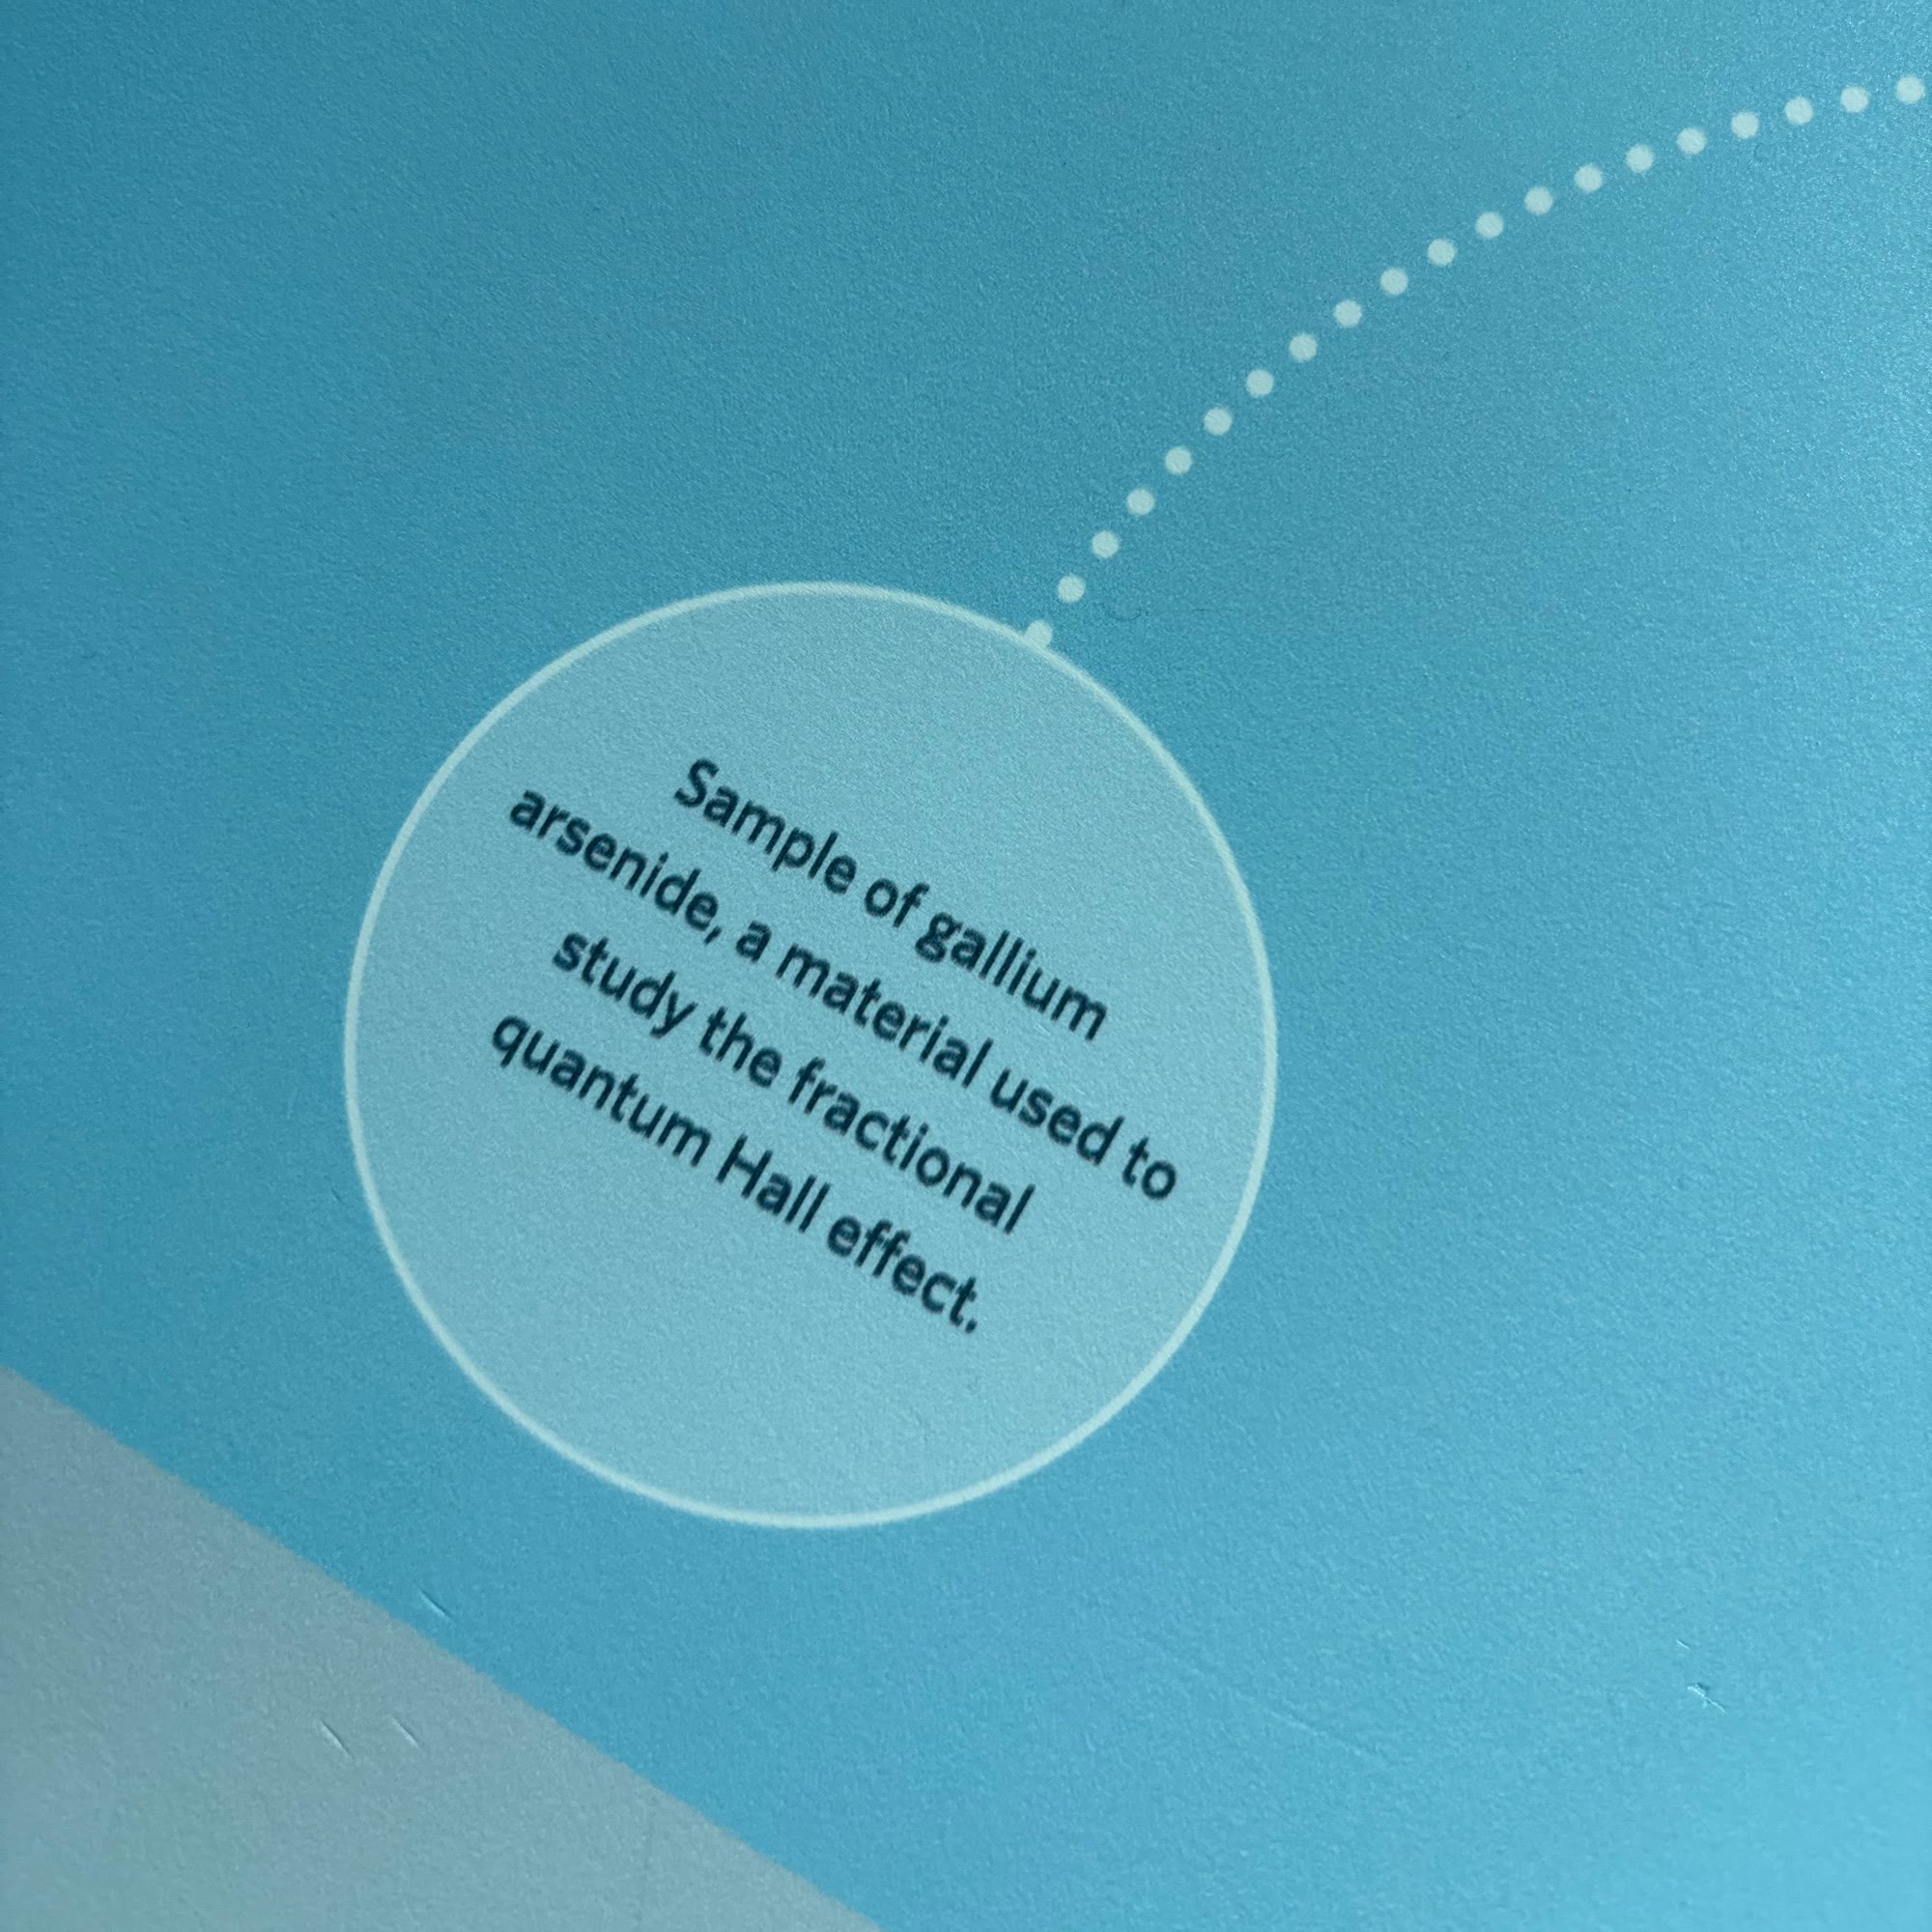 Sample of gallium
arsenide, a material used to
study the fractional
quantum Hall effect.